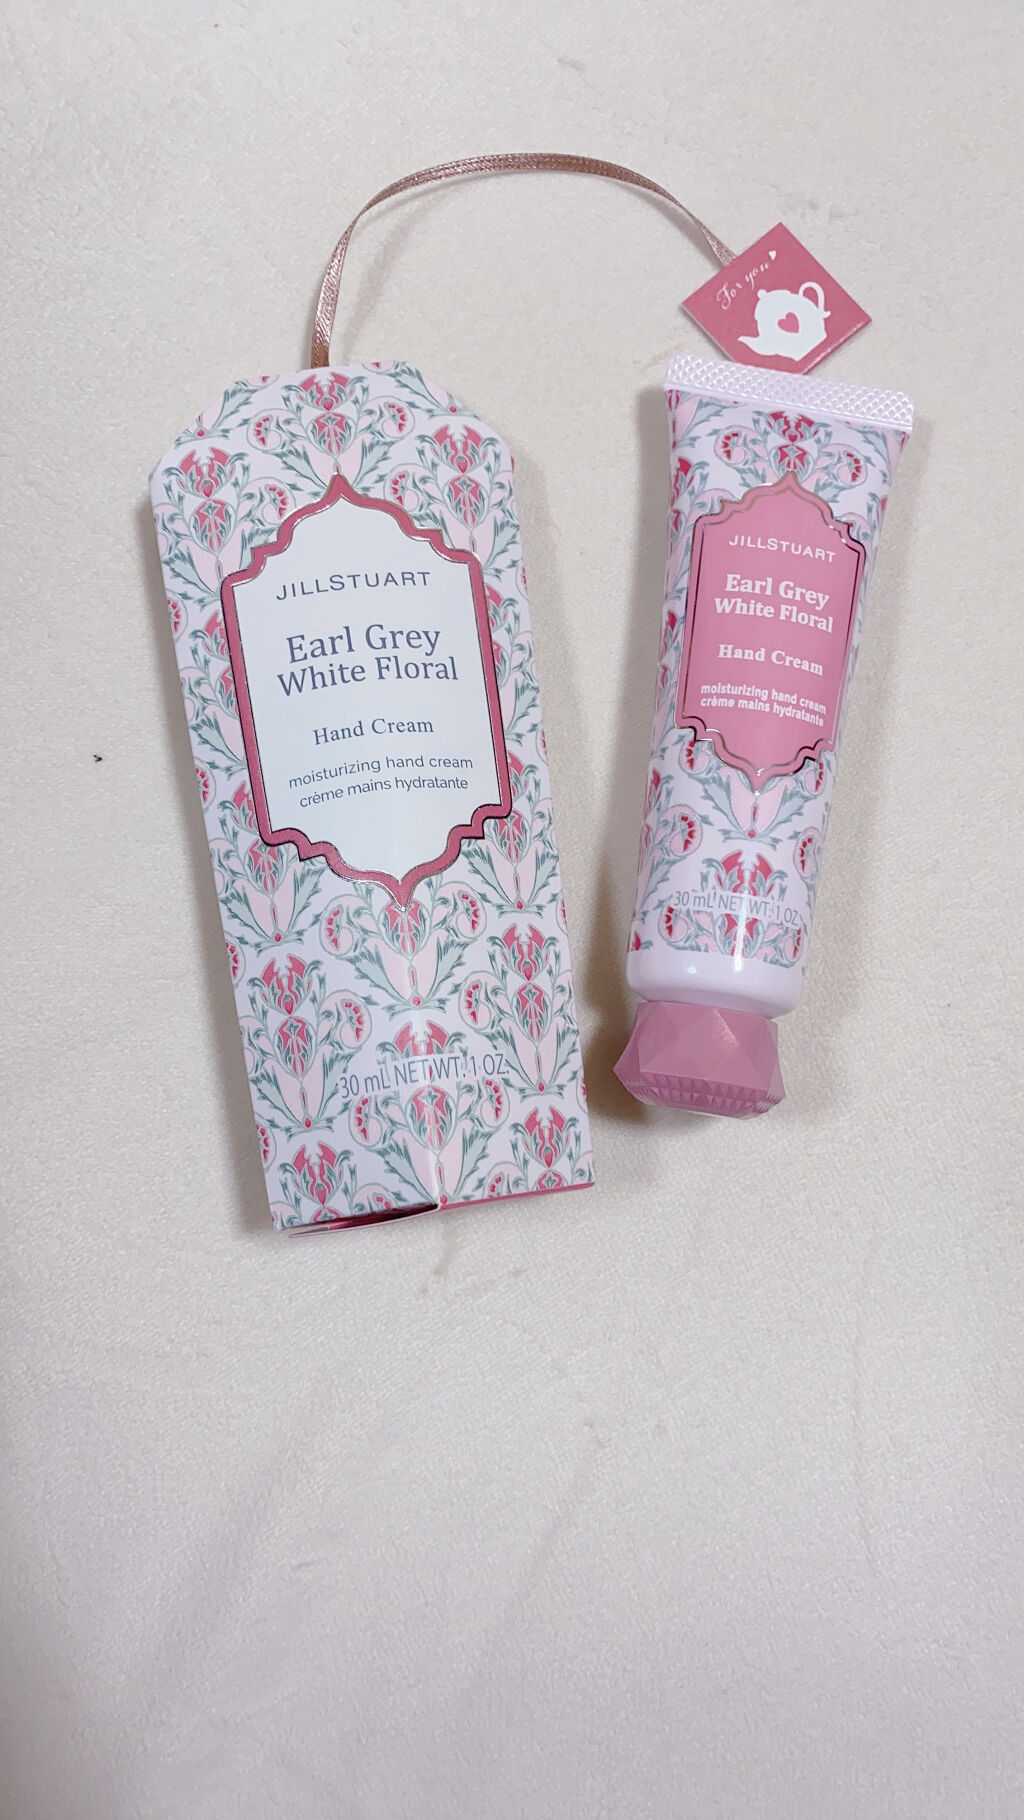 For you♥
JILLSTUART
Earl Grey
White Floral
Hand Cream
moisturizing hand cream
crème mains hydratante
30 mL NET WT. 1 OZ.
JILLSTUART
Earl Grey
White Floral
Hand Cream
moisturizing hand cream
crème mains hydratante
30 mL NET WT. 1 OZ.